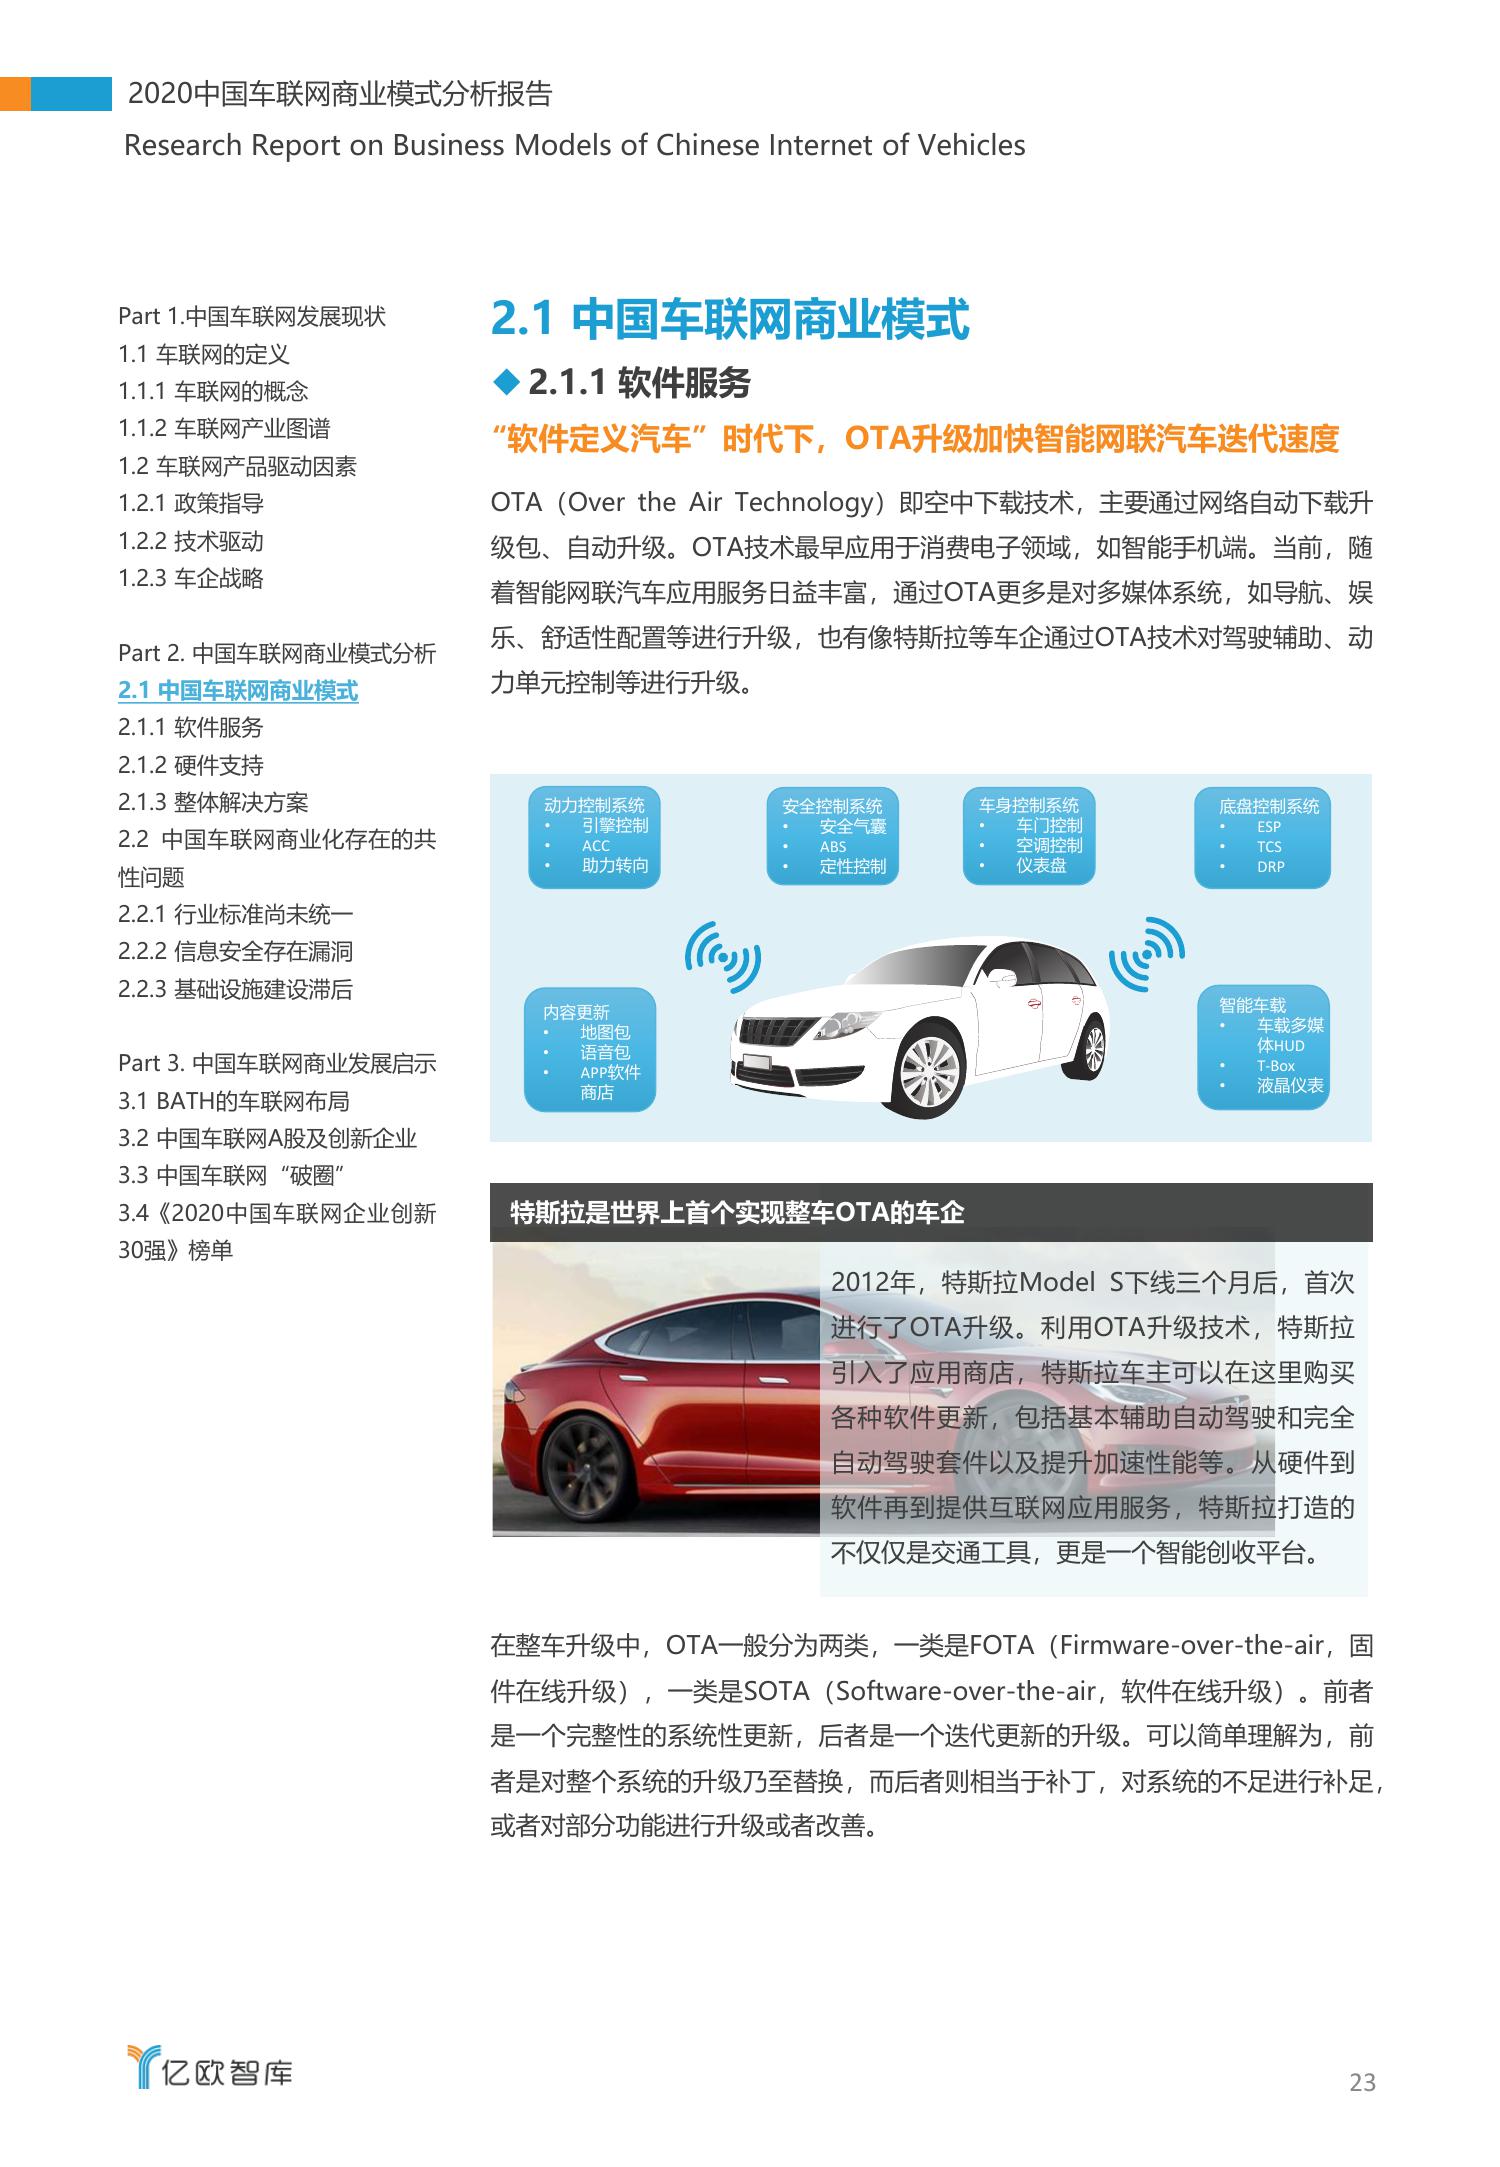 2020中国车联网商业模式分析报告
Research Report on Business Models of Chinese Internet of Vehicles
Part 1.中国车联网发展现状
1.1 车联网的定义
1.1.1 车联网的概念
1.1.2 车联网产业图谱
1.2 车联网产品驱动因素
1.2.1 政策指导
1.2.2 技术驱动
1.2.3 车企战略
Part 2. 中国车联网商业模式分析
2.1 中国车联网商业模式
2.1.1 软件服务
2.1.2 硬件支持
2.1.3 整体解决方案
2.2 中国车联网商业化存在的共
性问题
2.2.1 行业标准尚未统一
2.2.2 信息安全存在漏洞
2.2.3 基础设施建设滞后
Part 3. 中国车联网商业发展启示
3.1 BATH的车联网布局
3.2 中国车联网A股及创新企业
3.3 中国车联网“破圈”
3.4《2020中国车联网企业创新
30强》榜单
2.1 中国车联网商业模式
◆ 2.1.1 软件服务
“软件定义汽车”时代下，OTA升级加快智能网联汽车迭代速度
OTA（Over the Air Technology）即空中下载技术，主要通过网络自动下载升
级包、自动升级。OTA技术最早应用于消费电子领域，如智能手机端。当前，随
着智能网联汽车应用服务日益丰富，通过OTA更多是对多媒体系统，如导航、娱
乐、舒适性配置等进行升级，也有像特斯拉等车企通过OTA技术对驾驶辅助、动
力单元控制等进行升级。
动力控制系统
• 引擎控制
• ACC
• 助力转向
安全控制系统
• 安全气囊
• ABS
• 定性控制
车身控制系统
• 车门控制
• 空调控制
• 仪表盘
底盘控制系统
• ESP
• TCS
• DRP
内容更新
• 地图包
• 语音包
• APP软件
商店
智能车载
• 车载多媒
体HUD
• T-Box
• 液晶仪表
特斯拉是世界上首个实现整车OTA的车企
2012年，特斯拉Model S下线三个月后，首次
进行了OTA升级。利用OTA升级技术，特斯拉
引入了应用商店，特斯拉车主可以在这里购买
各种软件更新，包括基本辅助自动驾驶和完全
自动驾驶套件以及提升加速性能等。从硬件到
软件再到提供互联网应用服务，特斯拉打造的
不仅仅是交通工具，更是一个智能创收平台。
在整车升级中，OTA一般分为两类，一类是FOTA（Firmware-over-the-air，固
件在线升级），一类是SOTA（Software-over-the-air，软件在线升级）。前者
是一个完整性的系统性更新，后者是一个迭代更新的升级。可以简单理解为，前
者是对整个系统的升级乃至替换，而后者则相当于补丁，对系统的不足进行补足，
或者对部分功能进行升级或者改善。
亿欧智库
23